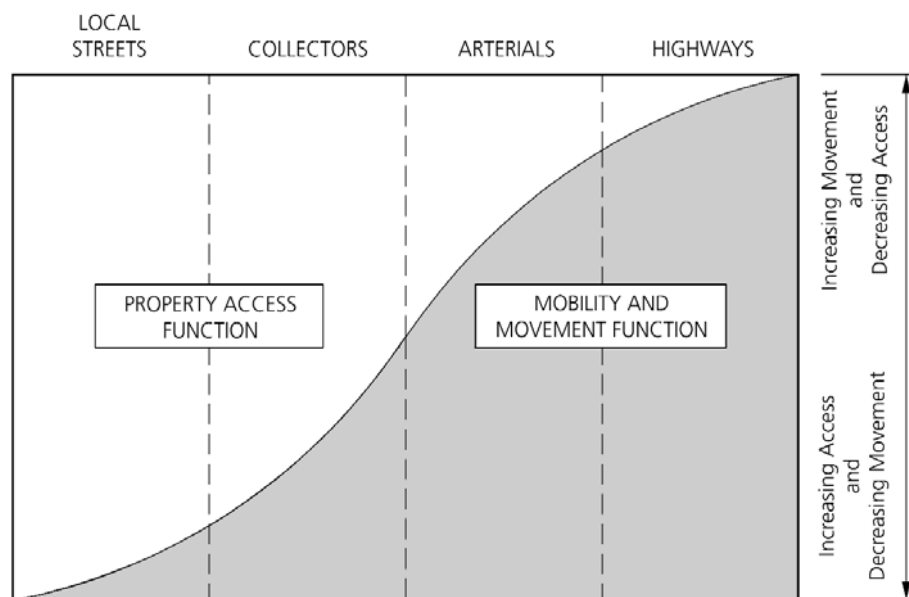 LOCAL
STREETS
COLLECTORS
ARTERIALS
HIGHWAYS
PROPERTY ACCESS
FUNCTION
MOBILITY AND
MOVEMENT FUNCTION
Increasing Movement
and
Decreasing Access
Increasing Access
and
Decreasing Movement